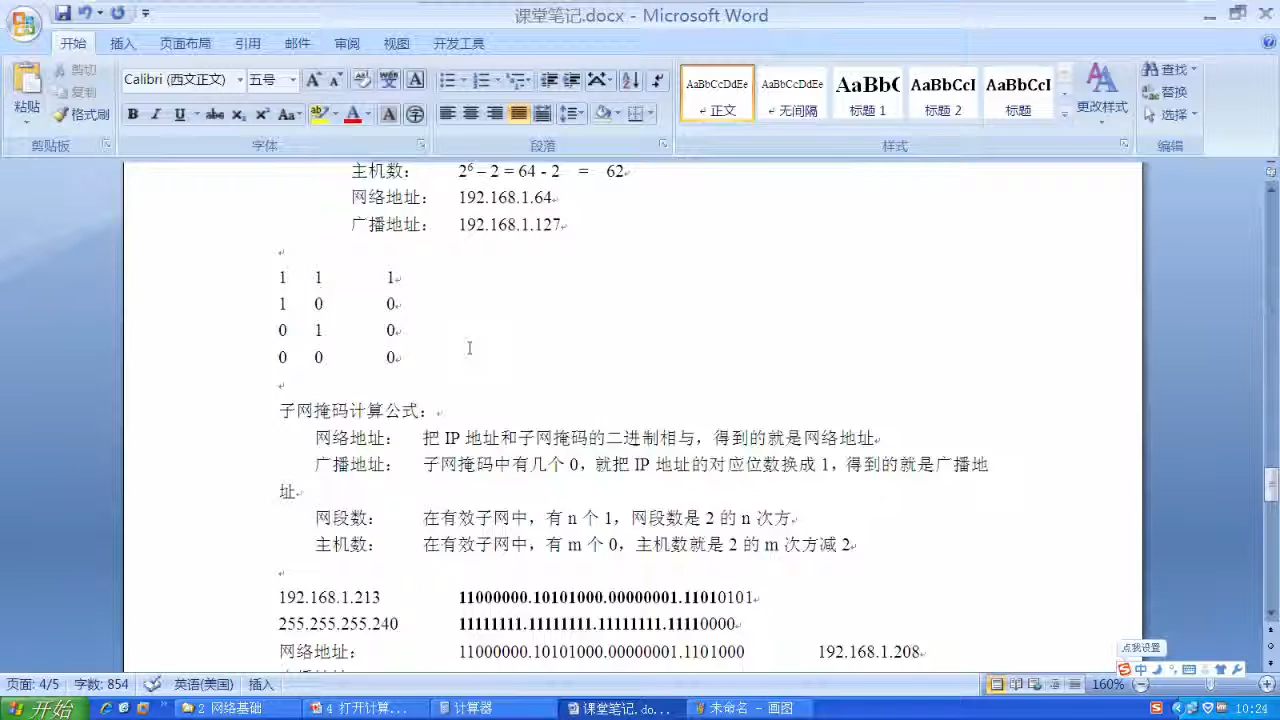 课堂笔记.docx - Microsoft Word
开始 插入 页面布局 引用 邮件 审阅 视图 开发工具
粘贴 剪切 复制 格式刷 剪贴板
Calibri (西文正文) 五号
B I U abc x₂ x² Aa A A
字体 段落
AaBbCcDdEe 正文
AaBbCcDdEe 无间隔
AaBbC 标题 1
AaBbCcI 标题 2
AaBbCcI 标题
更改样式 样式
查找 替换 选择 编辑
主机数： 2⁶ – 2 = 64 - 2 = 62
网络地址： 192.168.1.64
广播地址： 192.168.1.127
1 1 1
1 0 0
0 1 0
0 0 0
子网掩码计算公式：
网络地址： 把 IP 地址和子网掩码的二进制相与，得到的就是网络地址
广播地址： 子网掩码中有几个 0，就把 IP 地址的对应位数换成 1，得到的就是广播地
址
网段数： 在有效子网中，有 n 个 1，网段数是 2 的 n 次方
主机数： 在有效子网中，有 m 个 0，主机数就是 2 的 m 次方减 2
192.168.1.213 11000000.10101000.00000001.11010101
255.255.255.240 11111111.11111111.11111111.11110000
网络地址： 11000000.10101000.00000001.1101000 192.168.1.208
点我设置
中
页面: 4/5 字数: 854 英语(美国) 插入 160%
开始 2 网络基础 4 打开计算... 计算器 课堂笔记.do... 未命名 - 画图 10:24